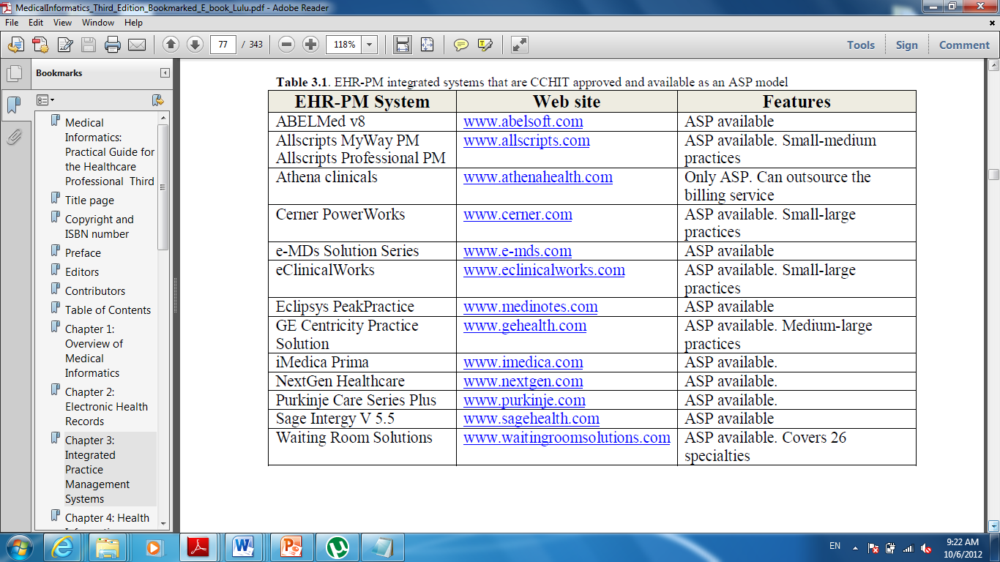 MedicalInformatics_Third_Edition_Bookmarked_E_book_Lulu.pdf - Adobe Reader
File Edit View Window Help
77 / 343 118% Tools Sign Comment
Bookmarks
Medical
Informatics:
Practical Guide for
the Healthcare
Professional Third
Title page
Copyright and
ISBN number
Preface
Editors
Contributors
Table of Contents
Chapter 1:
Overview of
Medical
Informatics
Chapter 2:
Electronic Health
Records
Chapter 3:
Integrated
Practice
Management
Systems
Chapter 4: Health
Table 3.1. EHR-PM integrated systems that are CCHIT approved and available as an ASP model
EHR-PM System Web site Features
ABELMed v8 www.abelsoft.com ASP available
Allscripts MyWay PM www.allscripts.com ASP available. Small-medium
Allscripts Professional PM practices
Athena clinicals www.athenahealth.com Only ASP. Can outsource the
billing service
Cerner PowerWorks www.cerner.com ASP available. Small-large
practices
e-MDs Solution Series www.e-mds.com ASP available
eClinicalWorks www.eclinicalworks.com ASP available. Small-large
practices
Eclipsys PeakPractice www.medinotes.com ASP available
GE Centricity Practice www.gehealth.com ASP available. Medium-large
Solution practices
iMedica Prima www.imedica.com ASP available.
NextGen Healthcare www.nextgen.com ASP available.
Purkinje Care Series Plus www.purkinje.com ASP available.
Sage Intergy V 5.5 www.sagehealth.com ASP available
Waiting Room Solutions www.waitingroomsolutions.com ASP available. Covers 26
specialties
EN 9:22 AM
10/6/2012